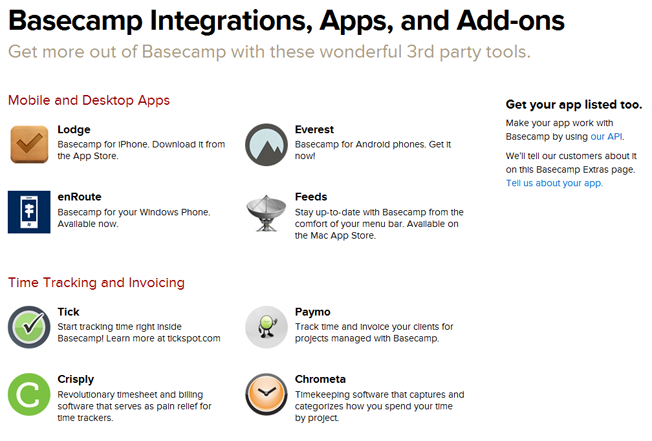 Basecamp Integrations, Apps, and Add-ons
Get more out of Basecamp with these wonderful 3rd party tools.
Mobile and Desktop Apps
Lodge
Basecamp for iPhone. Download it from
the App Store.
Everest
Basecamp for Android phones. Get it
now!
enRoute
Basecamp for your Windows Phone.
Available now.
Feeds
Stay up-to-date with Basecamp from the
comfort of your menu bar. Available on
the Mac App Store.
Time Tracking and Invoicing
Tick
Start tracking time right inside
Basecamp! Learn more at tickspot.com
Paymo
Track time and invoice your clients for
projects managed with Basecamp.
C
Crisply
Revolutionary timesheet and billing
software that serves as pain relief for
time trackers.
Chrometa
Timekeeping software that captures and
categorizes how you spend your time
by project.
Get your app listed too.
Make your app work with
Basecamp by using our API.
We'll tell our customers about it
on this Basecamp Extras page.
Tell us about your app.